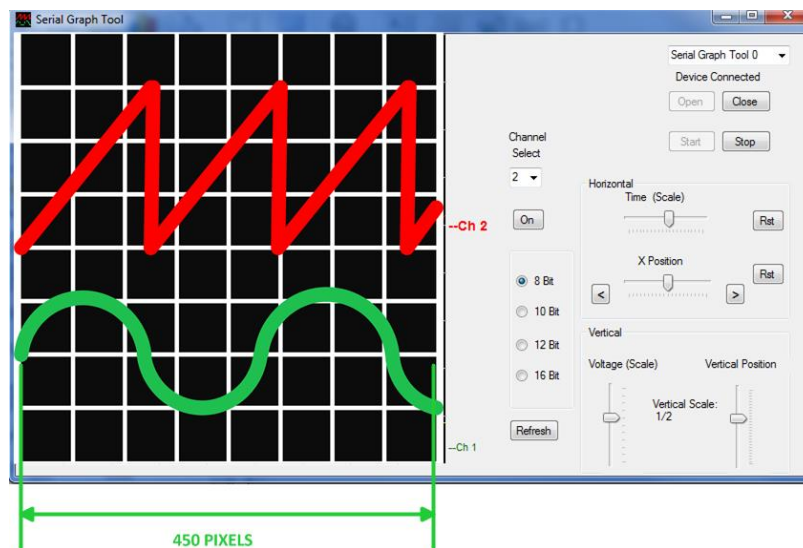 Serial Graph Tool
Serial Graph Tool 0
Device Connected
Open Close
Start Stop
Channel
Select
2
On
8 Bit
10 Bit
12 Bit
16 Bit
Refresh
Horizontal
Time (Scale)
Rst
X Position
Rst
< >
Vertical
Voltage (Scale) Vertical Position
Vertical Scale:
1/2
--Ch 2
--Ch 1
450 PIXELS